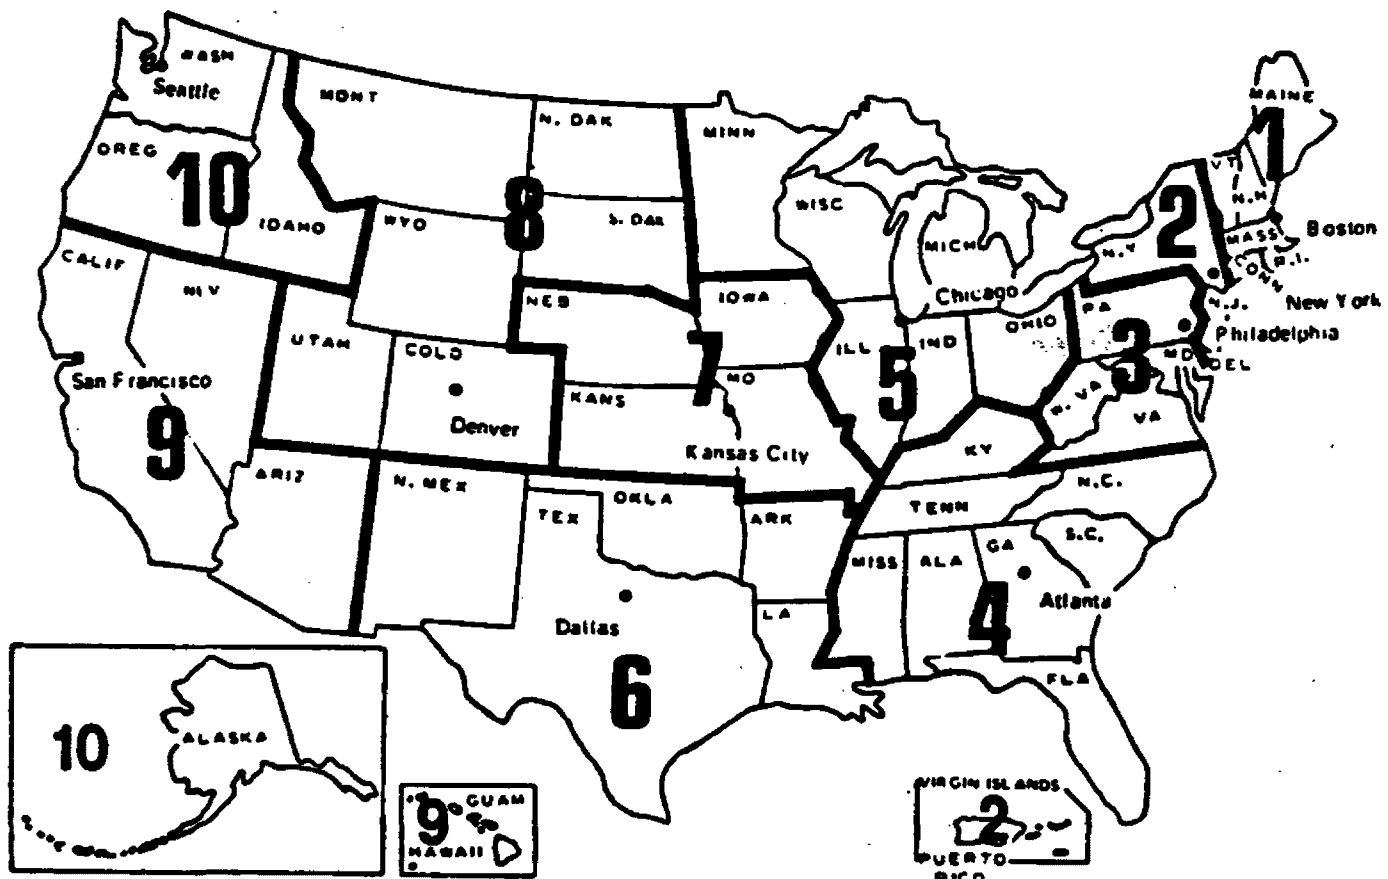 WASH
Seattle
MONT
N. DAK
MINN
MAINE
1
OREG
10
IDAHO
WYO
8
S. DAK
WISC
MICH
2
N.Y
VT
N.H
MASS
Boston
R.I.
CONN
New York
CALIF
NEV
UTAH
COLO
Denver
NEB
IOWA
7
Chicago
ILL
5
IND
OHIO
PA
3
N.J.
Philadelphia
MD
DEL
San Francisco
9
KANS
MO
Kansas City
W. VA
VA
KY
ARIZ
N. MEX
OKLA
TEX
ARK
TENN
N.C.
S.C.
MISS
ALA
GA
Atlanta
4
Dallas
6
LA
FLA
10
ALASKA
GUAM
9
HAWAII
VIRGIN ISLANDS
2
PUERTO
RICO